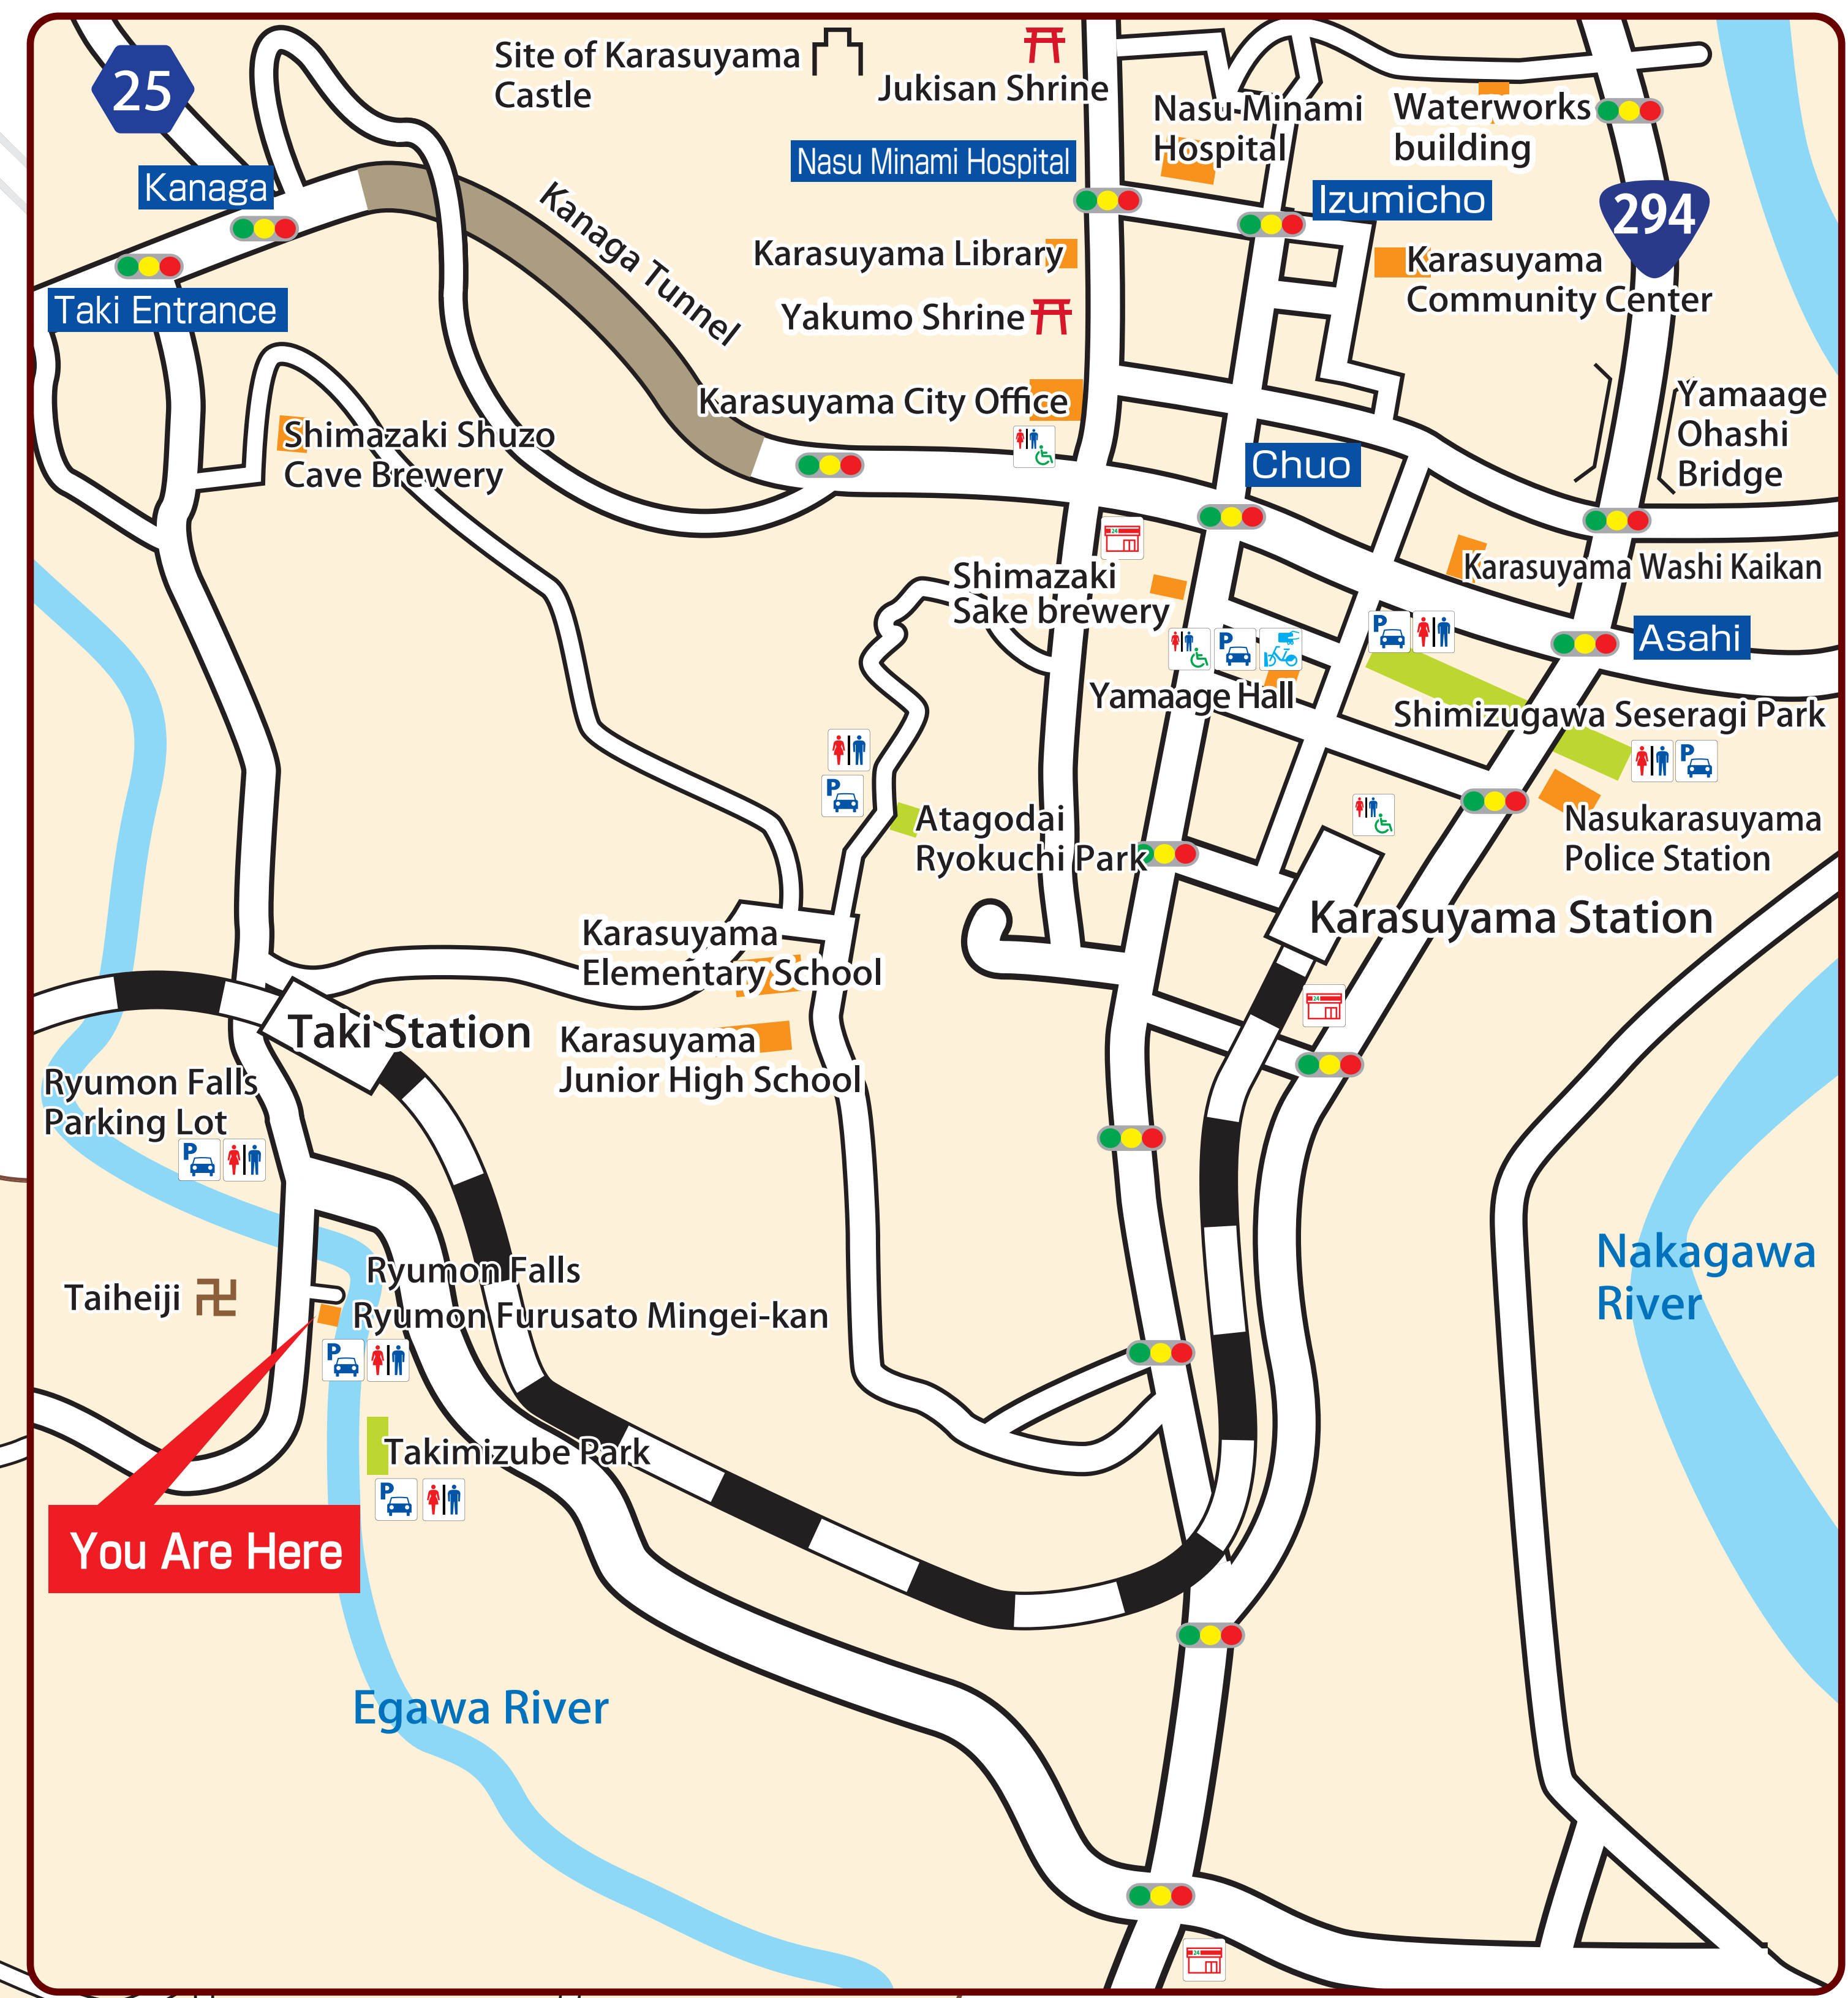 Site of Karasuyama
Castle
Jukisan Shrine
25
Nasu-Minami
Hospital
Waterworks
building
Nasu Minami Hospital
Kanaga
Izumicho
294
Kanaga Tunnel
Karasuyama Library
Karasuyama
Community Center
Taki Entrance
Yakumo Shrine
Karasuyama City Office
Yamaage
Ohashi
Bridge
Shimazaki Shuzo
Cave Brewery
Chuo
24
Karasuyama Washi Kaikan
Shimazaki
Sake brewery
P
P
Asahi
Yamaage Hall
Shimizugawa Seseragi Park
P
P
Atagodai
Ryokuchi Park
Nasukarasuyama
Police Station
Karasuyama Station
Karasuyama
Elementary School
24
Taki Station
Karasuyama
Junior High School
Ryumon Falls
Parking Lot
P
Nakagawa
River
Ryumon Falls
Taiheiji
Ryumon Furusato Mingei-kan
P
Takimizube Park
P
You Are Here
Egawa River
24